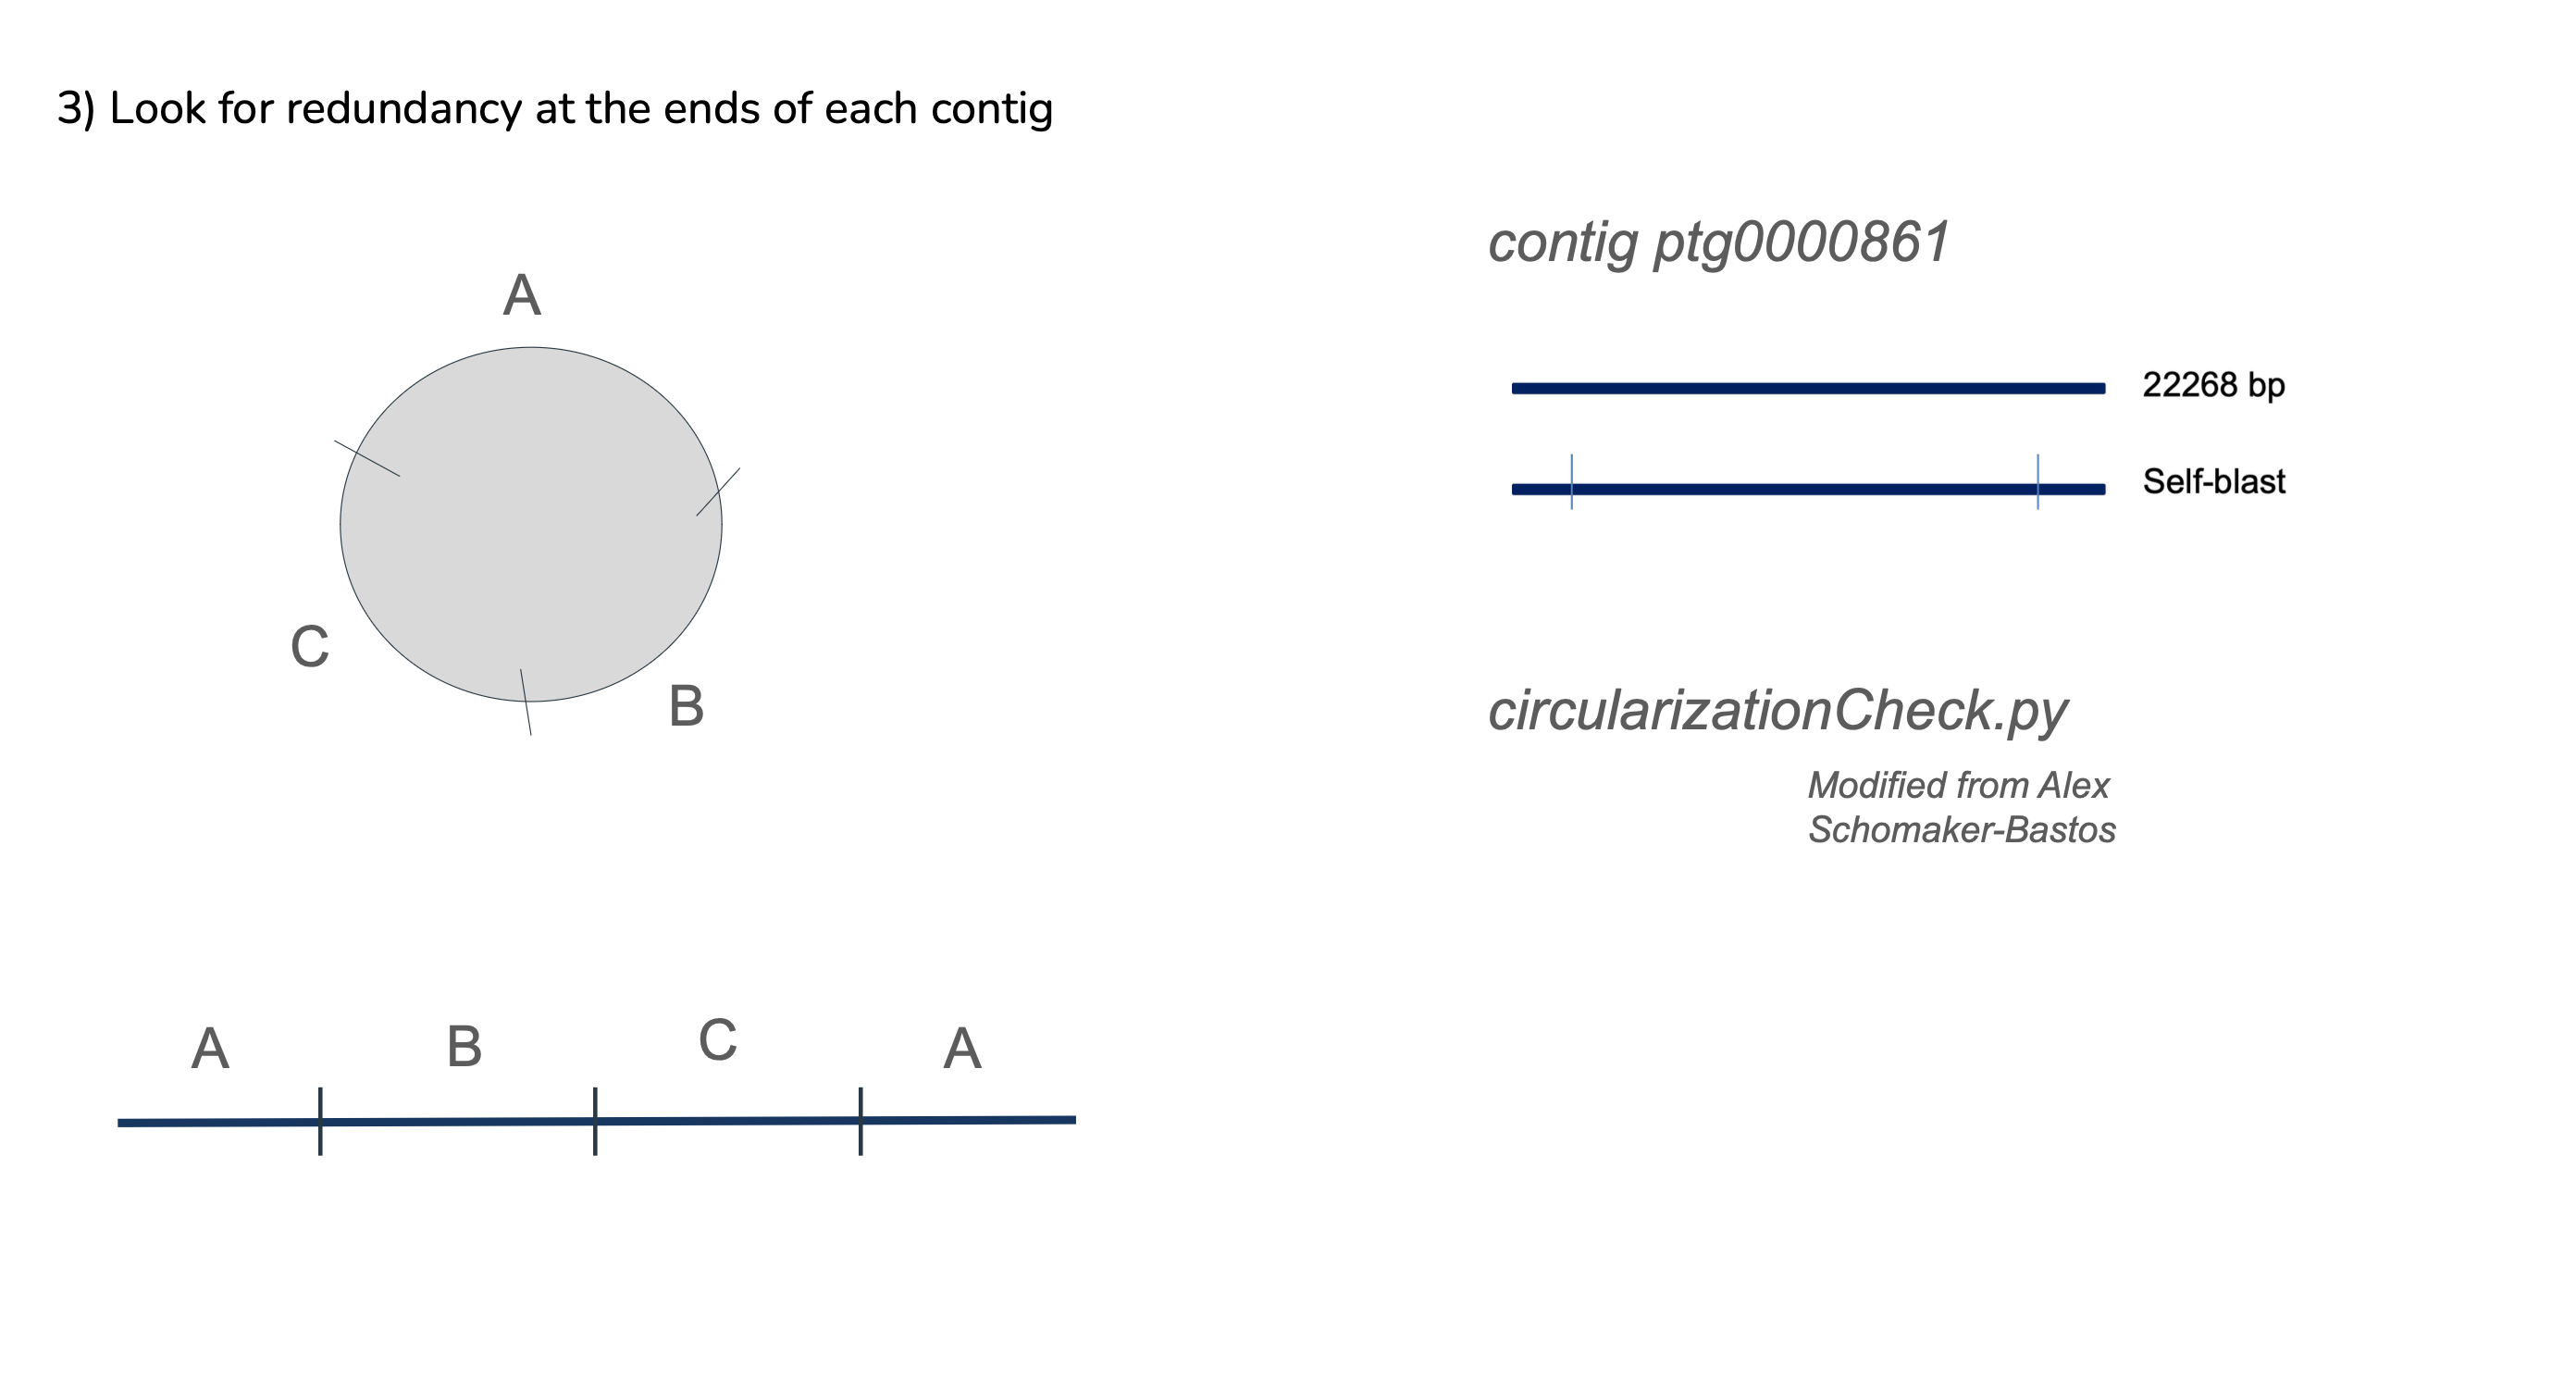 3) Look for redundancy at the ends of each contig
A
C
B
A
B
C
A
contig ptg0000861
22268 bp
Self-blast
circularizationCheck.py
Modified from Alex
Schomaker-Bastos